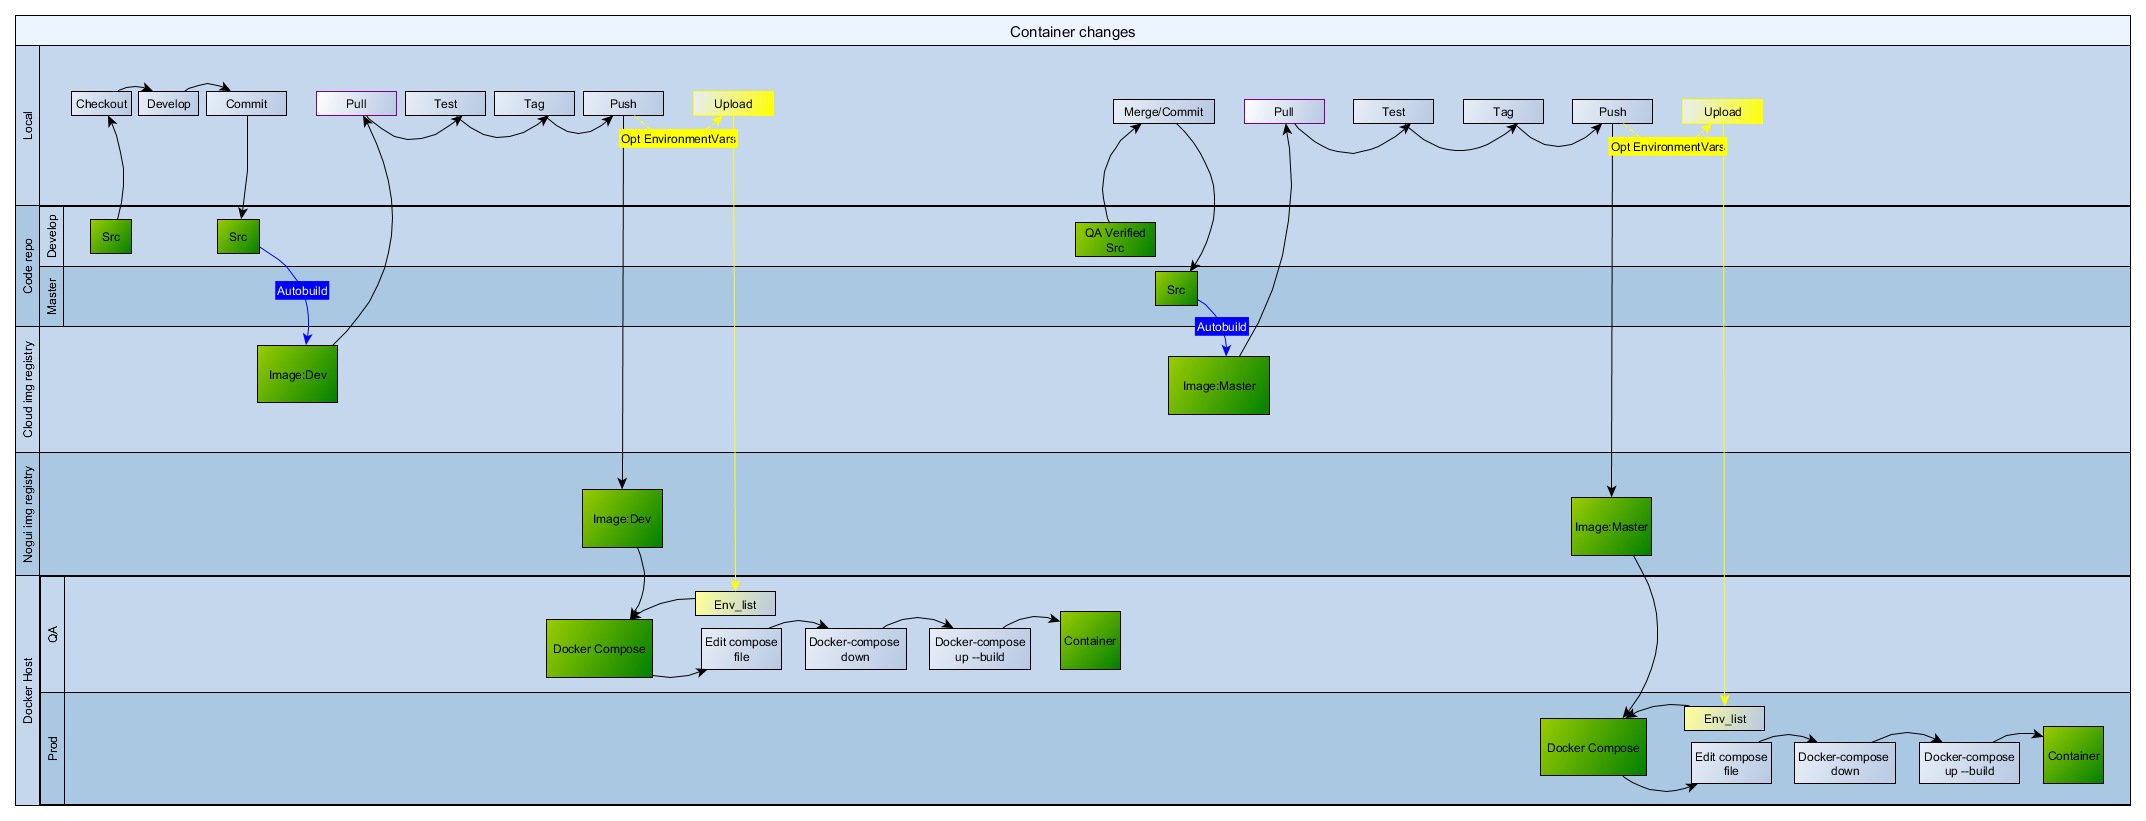 Container changes
Local
Checkout
Develop
Commit
Pull
Test
Tag
Push
Upload
Opt EnvironmentVars
Merge/Commit
Pull
Test
Tag
Push
Upload
Opt EnvironmentVars
Code repo
Develop
Src
Src
QA Verified
Src
Master
Autobuild
Src
Autobuild
Cloud img registry
Image:Dev
Image:Master
Nogui img registry
Image:Dev
Image:Master
Docker Host
QA
Env_list
Docker Compose
Edit compose
file
Docker-compose
down
Docker-compose
up --build
Container
Prod
Env_list
Docker Compose
Edit compose
file
Docker-compose
down
Docker-compose
up --build
Container